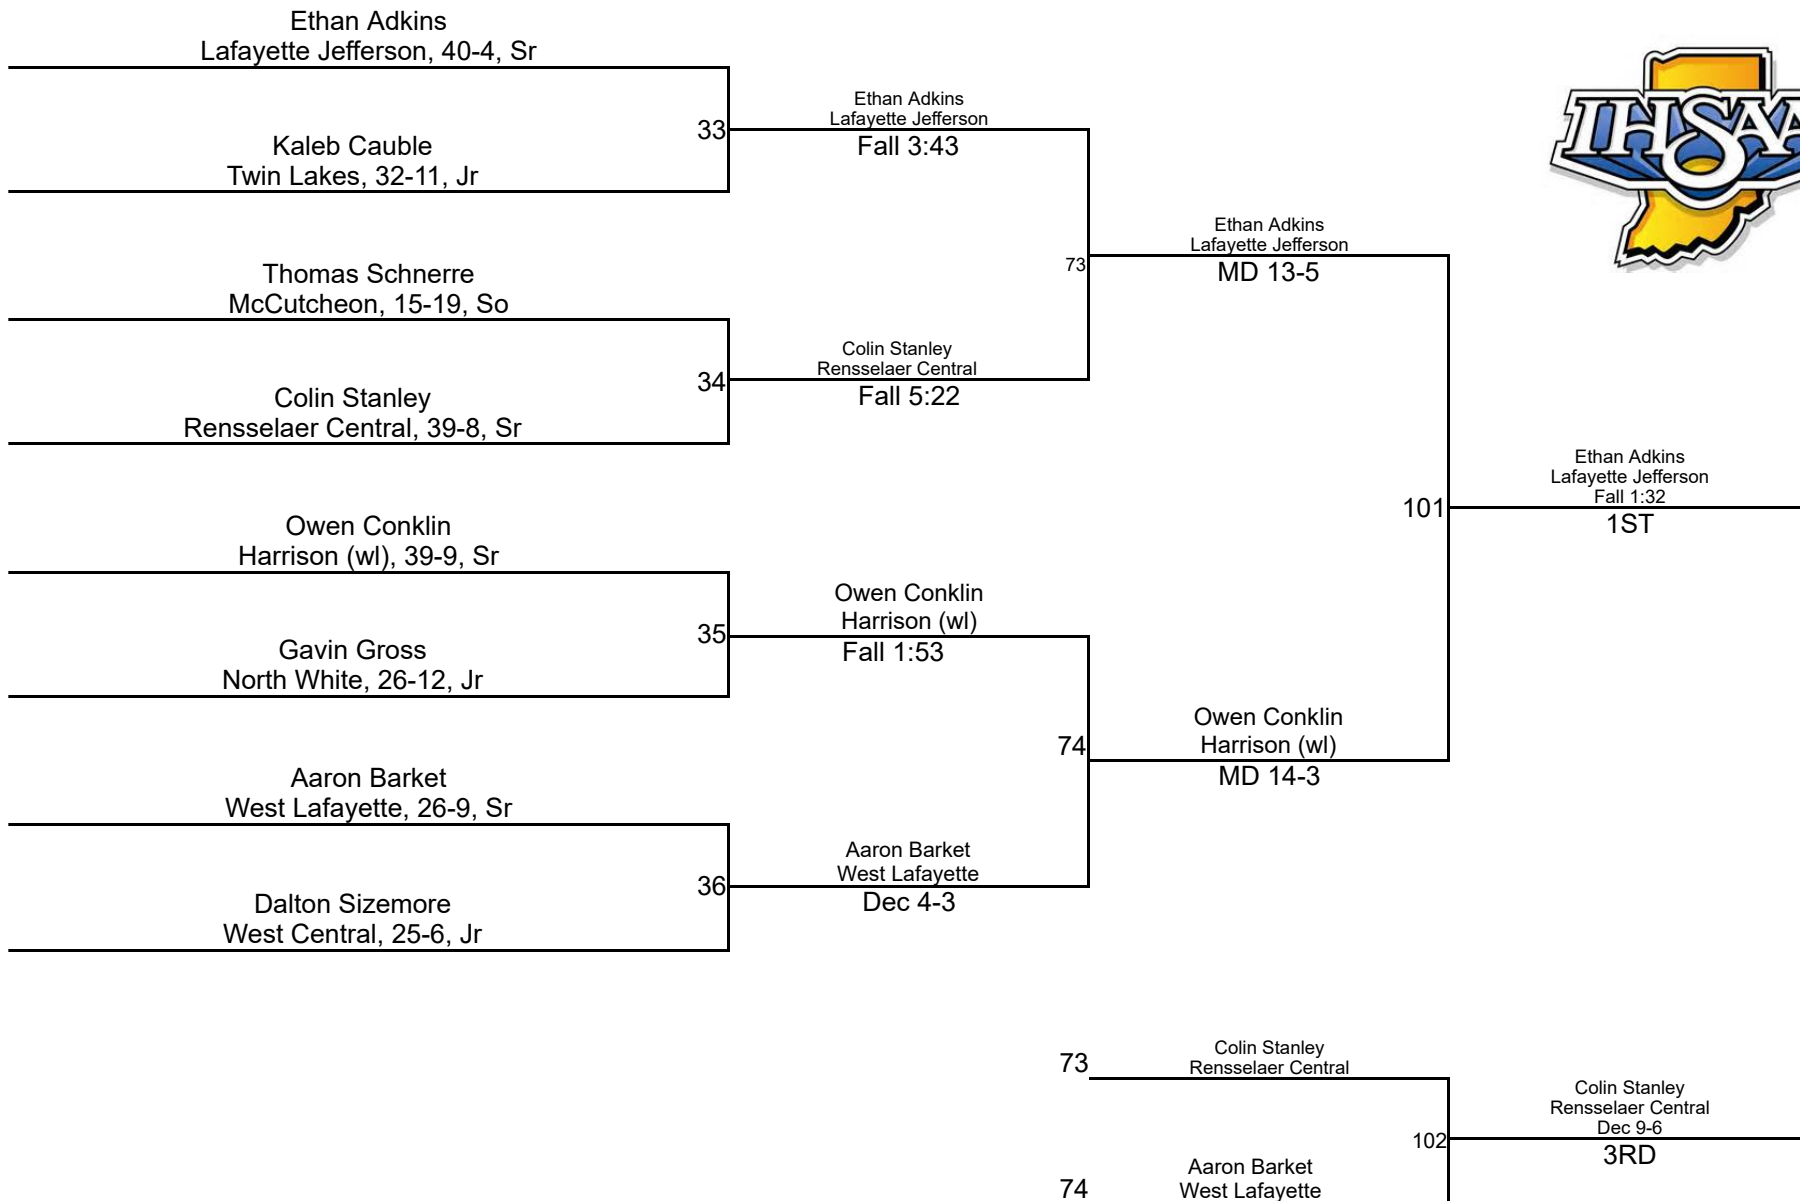 Ethan Adkins
Lafayette Jefferson, 40-4, Sr
Kaleb Cauble
Twin Lakes, 32-11, Jr
33
Ethan Adkins
Lafayette Jefferson
Fall 3:43
Thomas Schnerre
McCutcheon, 15-19, So
Colin Stanley
Rensselaer Central, 39-8, Sr
34
Colin Stanley
Rensselaer Central
Fall 5:22
73
Ethan Adkins
Lafayette Jefferson
MD 13-5
IHSAA
Owen Conklin
Harrison (wl), 39-9, Sr
Gavin Gross
North White, 26-12, Jr
35
Owen Conklin
Harrison (wl)
Fall 1:53
Aaron Barket
West Lafayette, 26-9, Sr
Dalton Sizemore
West Central, 25-6, Jr
36
Aaron Barket
West Lafayette
Dec 4-3
74
Owen Conklin
Harrison (wl)
MD 14-3
101
Ethan Adkins
Lafayette Jefferson
Fall 1:32
1ST
73
Colin Stanley
Rensselaer Central
74
Aaron Barket
West Lafayette
102
Colin Stanley
Rensselaer Central
Dec 9-6
3RD